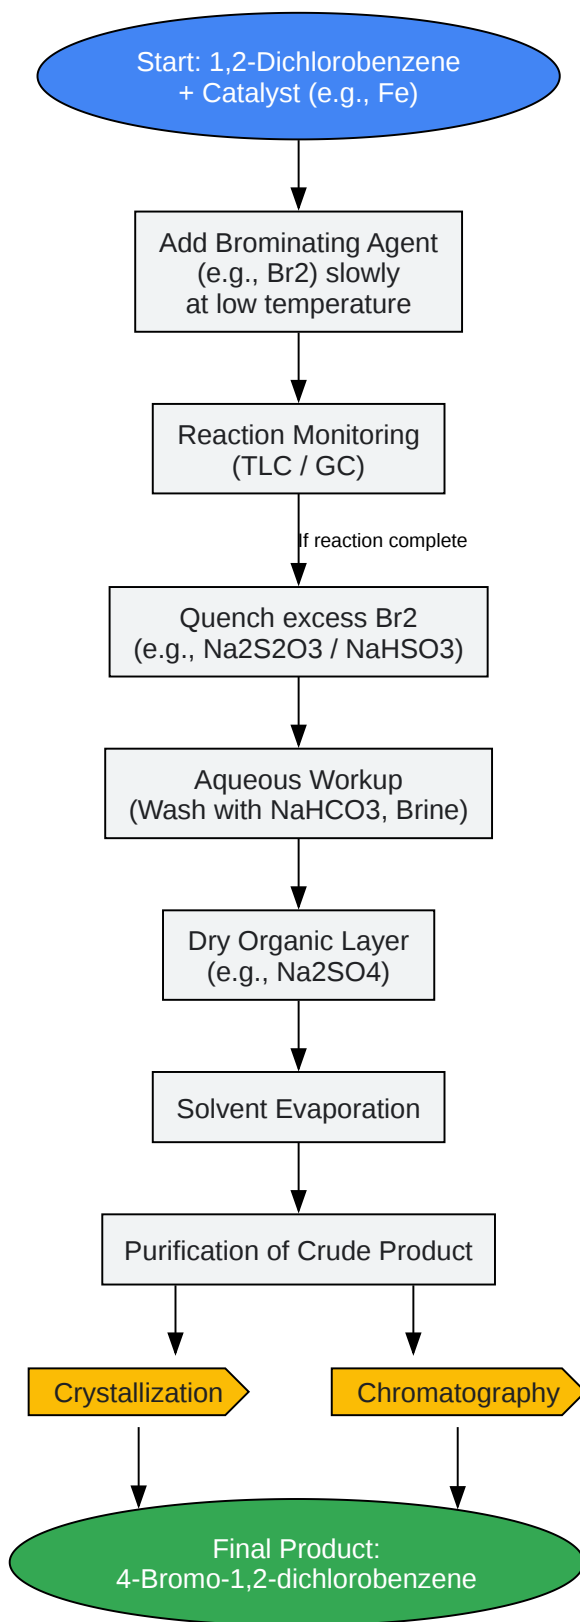 Start: 1,2-Dichlorobenzene
+ Catalyst (e.g., Fe)
Add Brominating Agent
(e.g., Br2) slowly
at low temperature
Reaction Monitoring
(TLC / GC)
If reaction complete
Quench excess Br2
(e.g., Na2S2O3 / NaHSO3)
Aqueous Workup
(Wash with NaHCO3, Brine)
Dry Organic Layer
(e.g., Na2SO4)
Solvent Evaporation
Purification of Crude Product
Crystallization
Chromatography
Final Product:
4-Bromo-1,2-dichlorobenzene